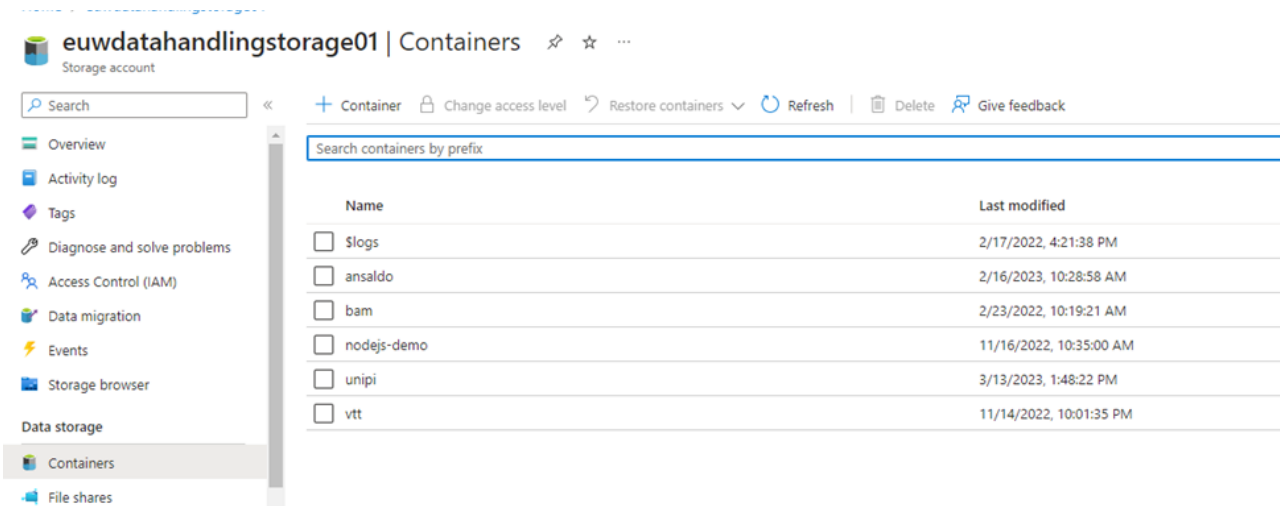 euwdatahandlingstorage01 | Containers
Storage account
Search
Container Change access level Restore containers Refresh Delete Give feedback
Overview
Activity log
Tags
Diagnose and solve problems
Access Control (IAM)
Data migration
Events
Storage browser
Data storage
Containers
File shares
Search containers by prefix
Name Last modified
$logs 2/17/2022, 4:21:38 PM
ansaldo 2/16/2023, 10:28:58 AM
bam 2/23/2022, 10:19:21 AM
nodejs-demo 11/16/2022, 10:35:00 AM
unipi 3/13/2023, 1:48:22 PM
vtt 11/14/2022, 10:01:35 PM